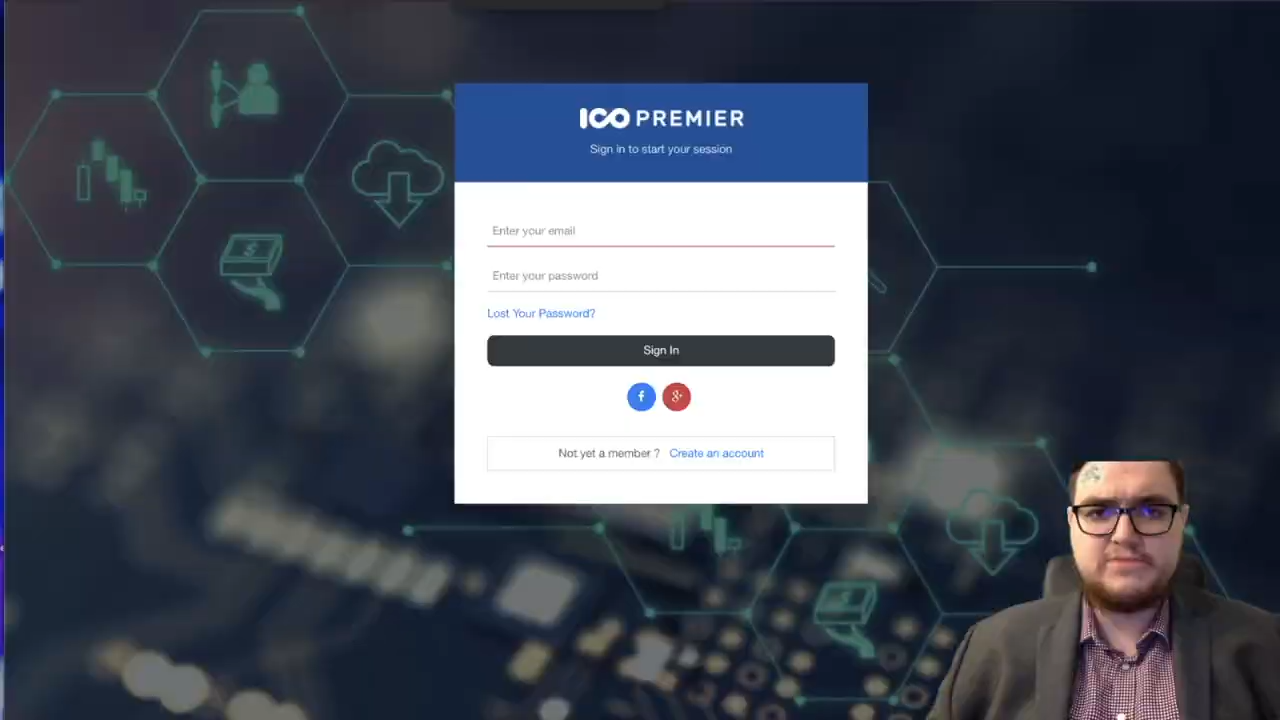 ICO PREMIER
Sign in to start your session
Enter your email
Enter your password
Lost Your Password?
Sign In
f g+
Not yet a member ? Create an account
$
$